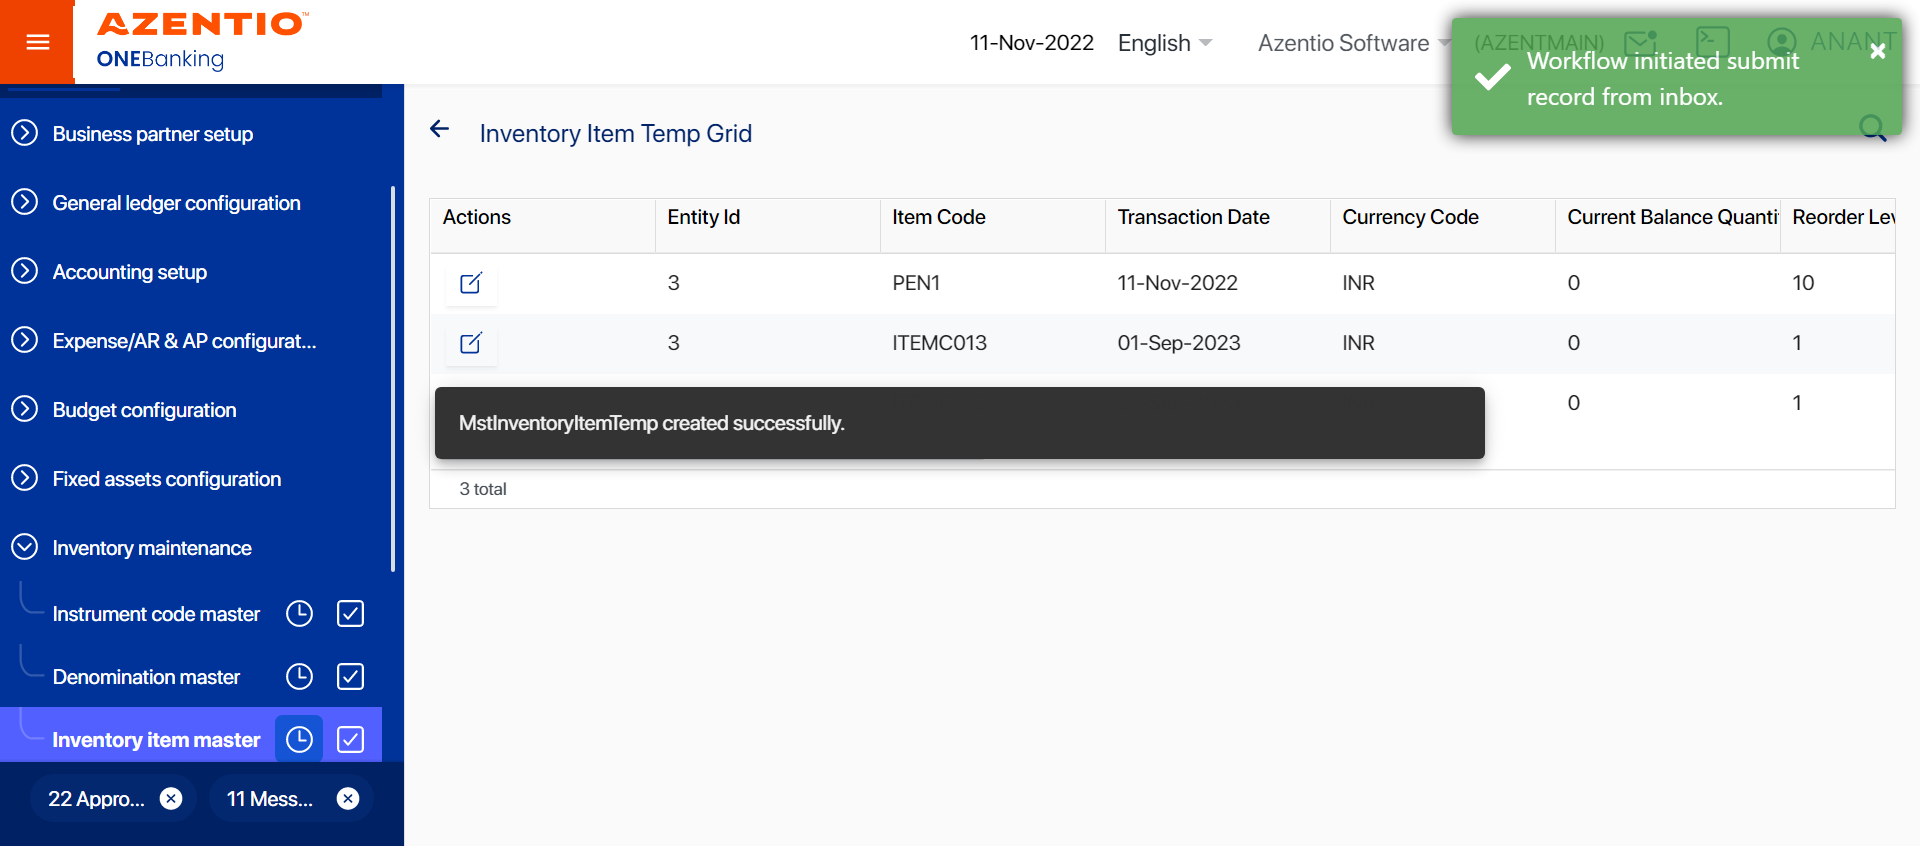 AZENTIO™
ONEBanking
11-Nov-2022
English
Azentio Software
(AZENTMAIN)
ANANT
Workflow initiated submit
record from inbox.
Business partner setup
General ledger configuration
Accounting setup
Expense/AR & AP configurat...
Budget configuration
Fixed assets configuration
Inventory maintenance
Instrument code master
Denomination master
Inventory item master
22 Appro...
11 Mess...
Inventory Item Temp Grid
Actions Entity Id Item Code Transaction Date Currency Code Current Balance Quanti Reorder Lev
3 PEN1 11-Nov-2022 INR 0 10
3 ITEMC013 01-Sep-2023 INR 0 1
0 1
MstInventoryItemTemp created successfully.
3 total